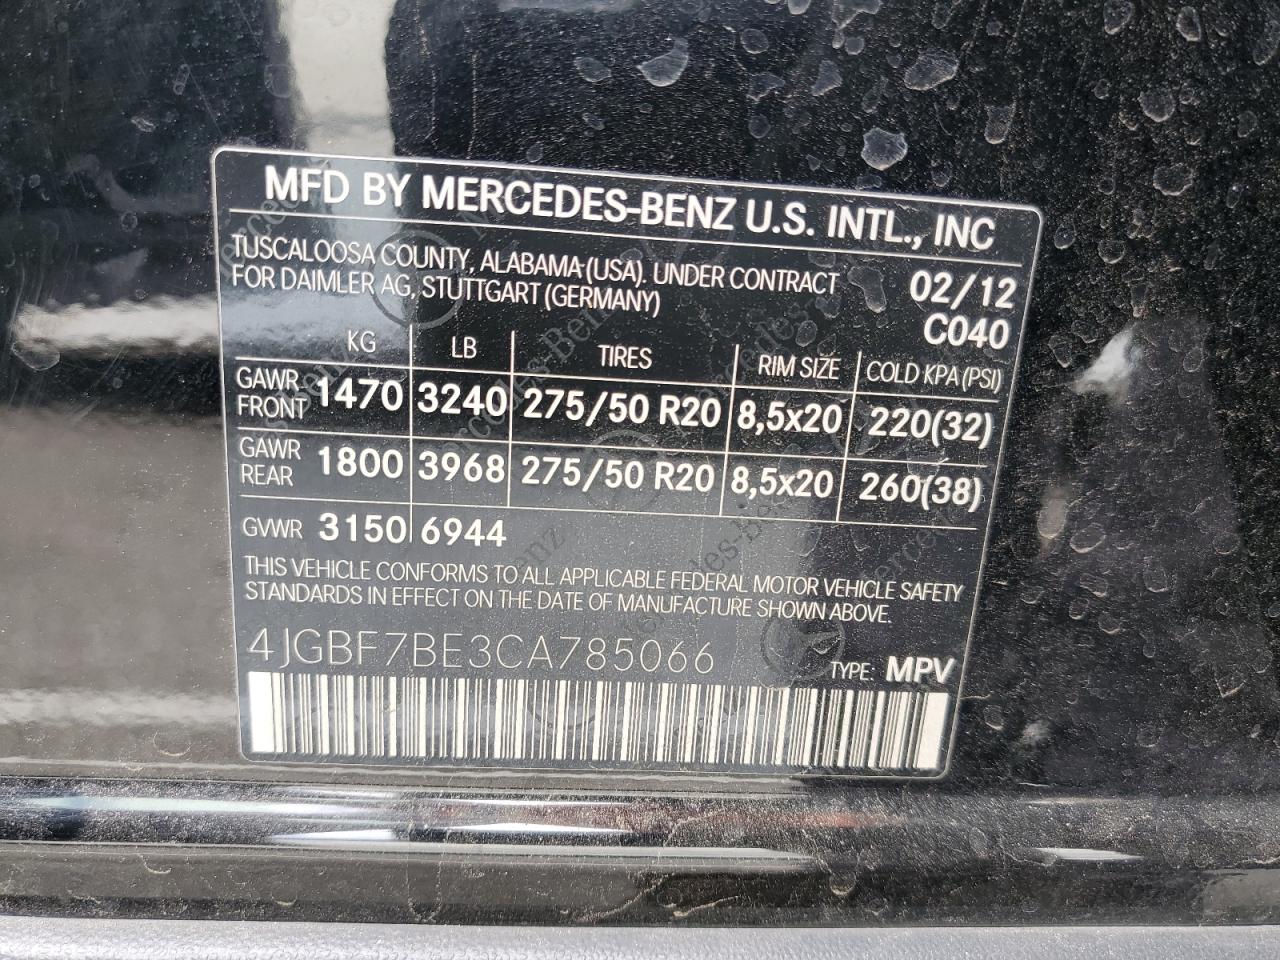 MFD BY MERCEDES-BENZ U.S. INTL., INC
TUSCALOOSA COUNTY, ALABAMA (USA). UNDER CONTRACT 02/12
FOR DAIMLER AG, STUTTGART (GERMANY) C040
KG LB TIRES RIM SIZE COLD KPA (PSI)
GAWR FRONT 1470 3240 275/50 R20 8,5x20 220(32)
GAWR REAR 1800 3968 275/50 R20 8,5x20 260(38)
GVWR 3150 6944
THIS VEHICLE CONFORMS TO ALL APPLICABLE FEDERAL MOTOR VEHICLE SAFETY
STANDARDS IN EFFECT ON THE DATE OF MANUFACTURE SHOWN ABOVE.
4JGBF7BE3CA785066 TYPE: MPV